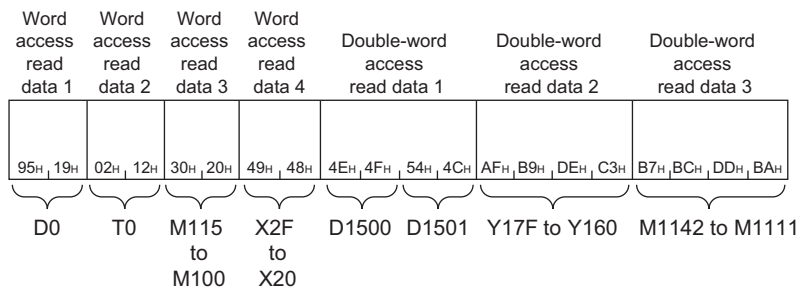 Word access read data 1
Word access read data 2
Word access read data 3
Word access read data 4
Double-word access read data 1
Double-word access read data 2
Double-word access read data 3
95H 19H 02H 12H 30H 20H 49H 48H 4EH 4FH 54H 4CH AFH B9H DEH C3H B7H BCH DDH BAH
D0
T0
M115 to M100
X2F to X20
D1500
D1501
Y17F to Y160
M1142 to M1111